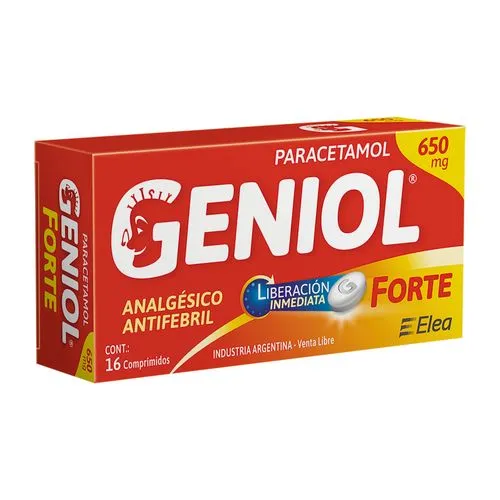 PARACETAMOL
650
mg
GENIOL®
ANALGÉSICO
ANTIFEBRIL
LIBERACIÓN
INMEDIATA
FORTE
CONT.:
16 Comprimidos
INDUSTRIA ARGENTINA - Venta Libre
Elea
PARACETAMOL
GENIOL®
FORTE
650
mg